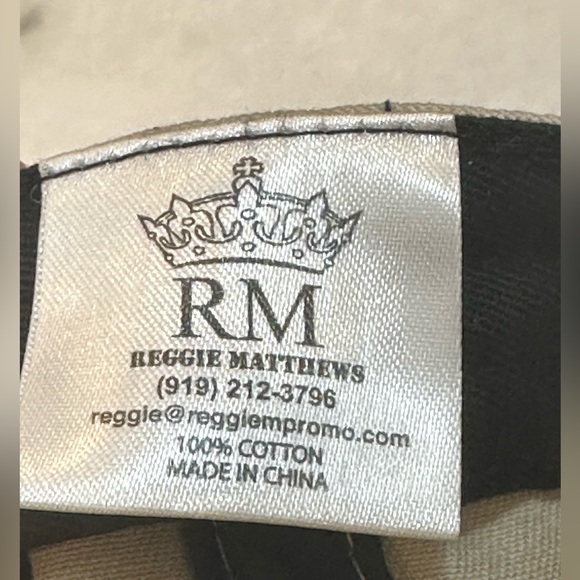 RM
REGGIE MATTHEWS
(919) 212-3796
reggie@reggiempromo.com
100% COTTON
MADE IN CHINA